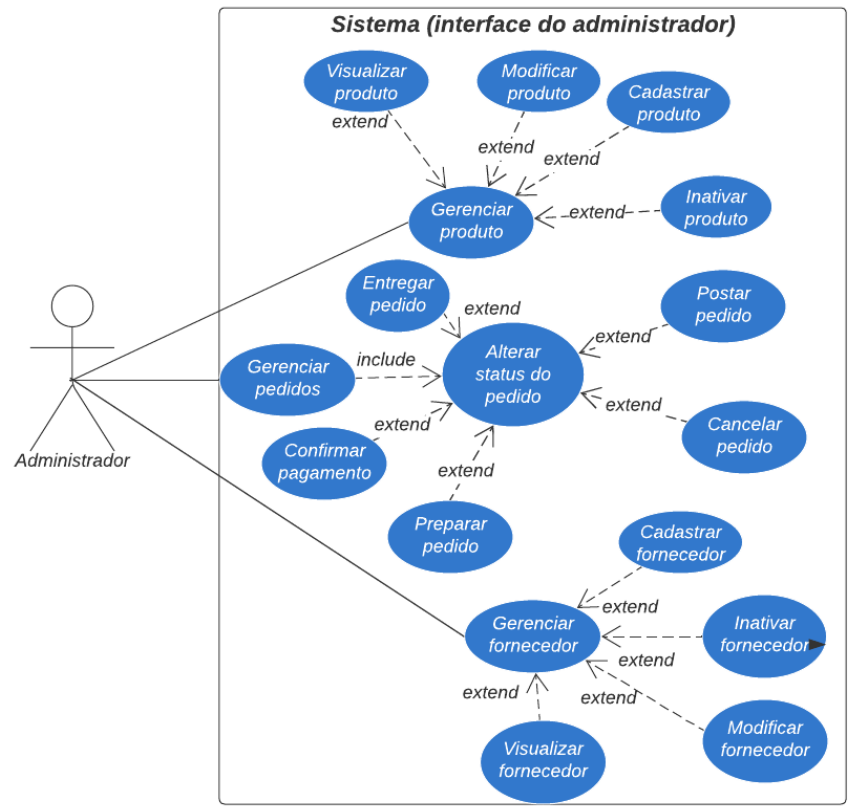 Sistema (interface do administrador)
Visualizar
produto
Modificar
produto
Cadastrar
produto
extend
extend
extend
Inativar
produto
extend
Gerenciar
produto
Entregar
pedido
extend
Postar
pedido
extend
Alterar
status do
pedido
include
Gerenciar
pedidos
extend
extend
Cancelar
pedido
Confirmar
pagamento
Administrador
extend
Preparar
pedido
Cadastrar
fornecedor
extend
Gerenciar
fornecedor
Inativar
fornecedor
extend
extend
extend
Modificar
fornecedor
Visualizar
fornecedor